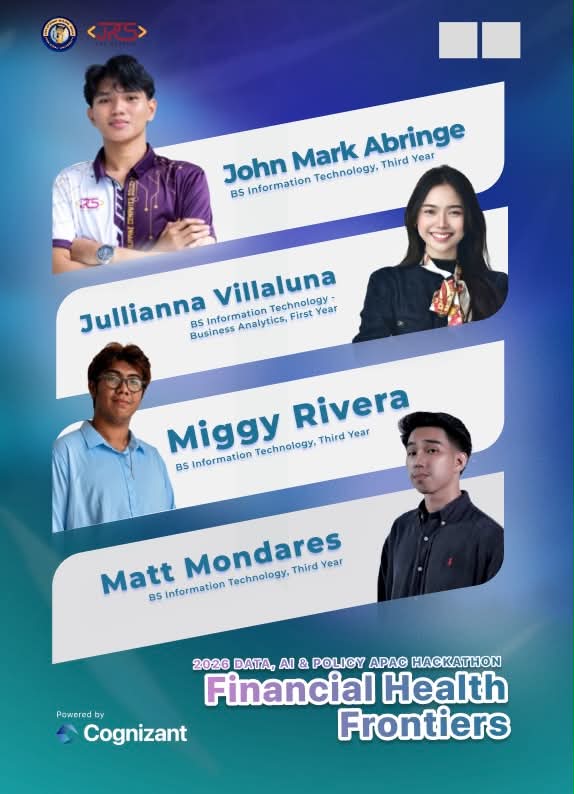 JRS
John Mark Abringe
BS Information Technology, Third Year
Jullianna Villaluna
BS Information Technology -
Business Analytics, First Year
Miggy Rivera
BS Information Technology, Third Year
Matt Mondares
BS Information Technology, Third Year
2026 DATA, AI & POLICY APAC HACKATHON
Financial Health
Frontiers
Powered by
Cognizant